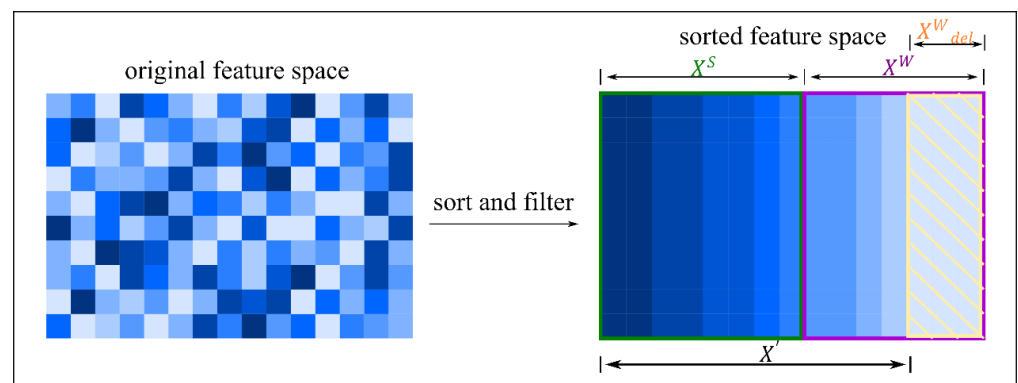 original feature space
sort and filter
sorted feature space
X^W_del
X^S
X^W
X′